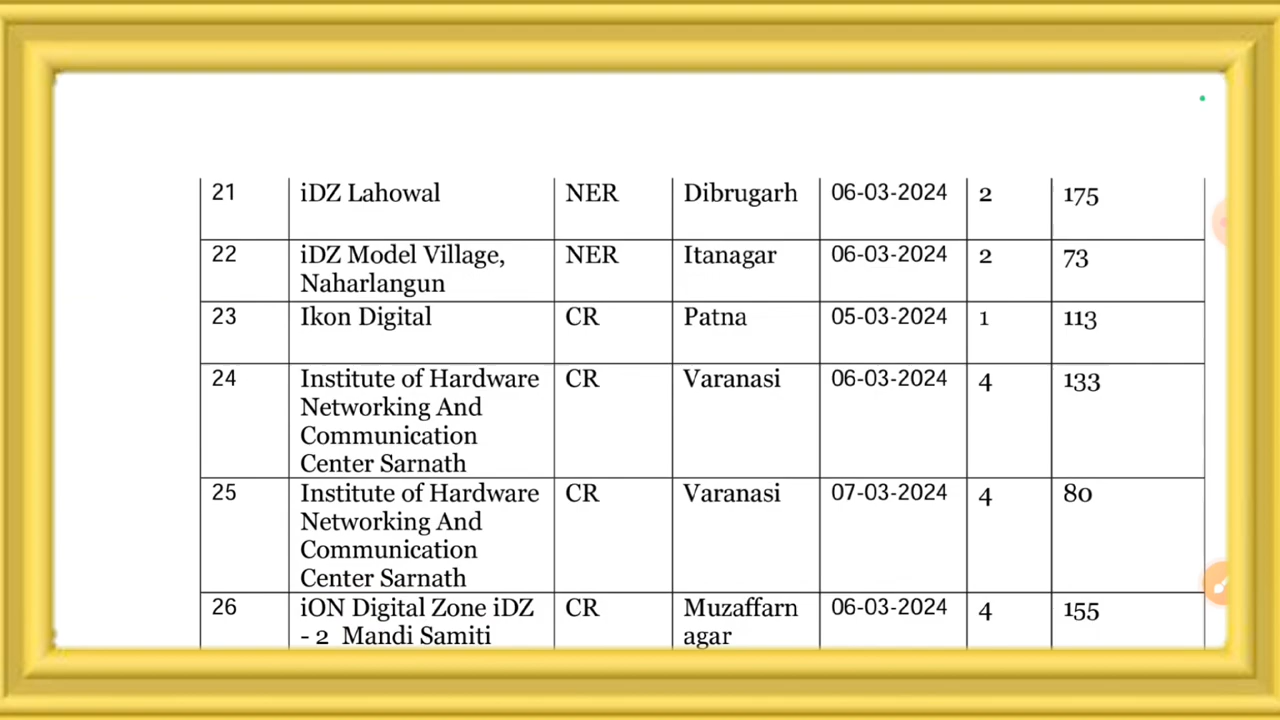 21 iDZ Lahowal NER Dibrugarh 06-03-2024 2 175
22 iDZ Model Village, NER Itanagar 06-03-2024 2 73
Naharlangun
23 Ikon Digital CR Patna 05-03-2024 1 113
24 Institute of Hardware CR Varanasi 06-03-2024 4 133
Networking And
Communication
Center Sarnath
25 Institute of Hardware CR Varanasi 07-03-2024 4 80
Networking And
Communication
Center Sarnath
26 iON Digital Zone iDZ CR Muzaffarn 06-03-2024 4 155
- 2 Mandi Samiti agar